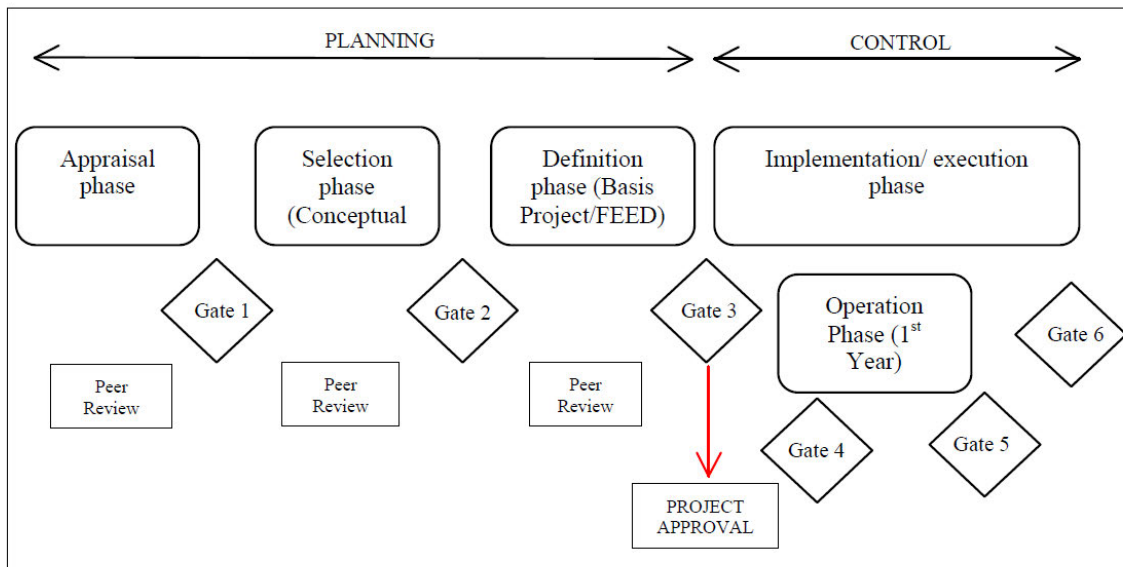 PLANNING
CONTROL
Appraisal
phase
Selection
phase
(Conceptual
Definition
phase (Basis
Project/FEED)
Implementation/ execution
phase
Gate 1
Gate 2
Gate 3
Operation
Phase (1st
Year)
Gate 6
Peer
Review
Peer
Review
Peer
Review
Gate 4
Gate 5
PROJECT
APPROVAL